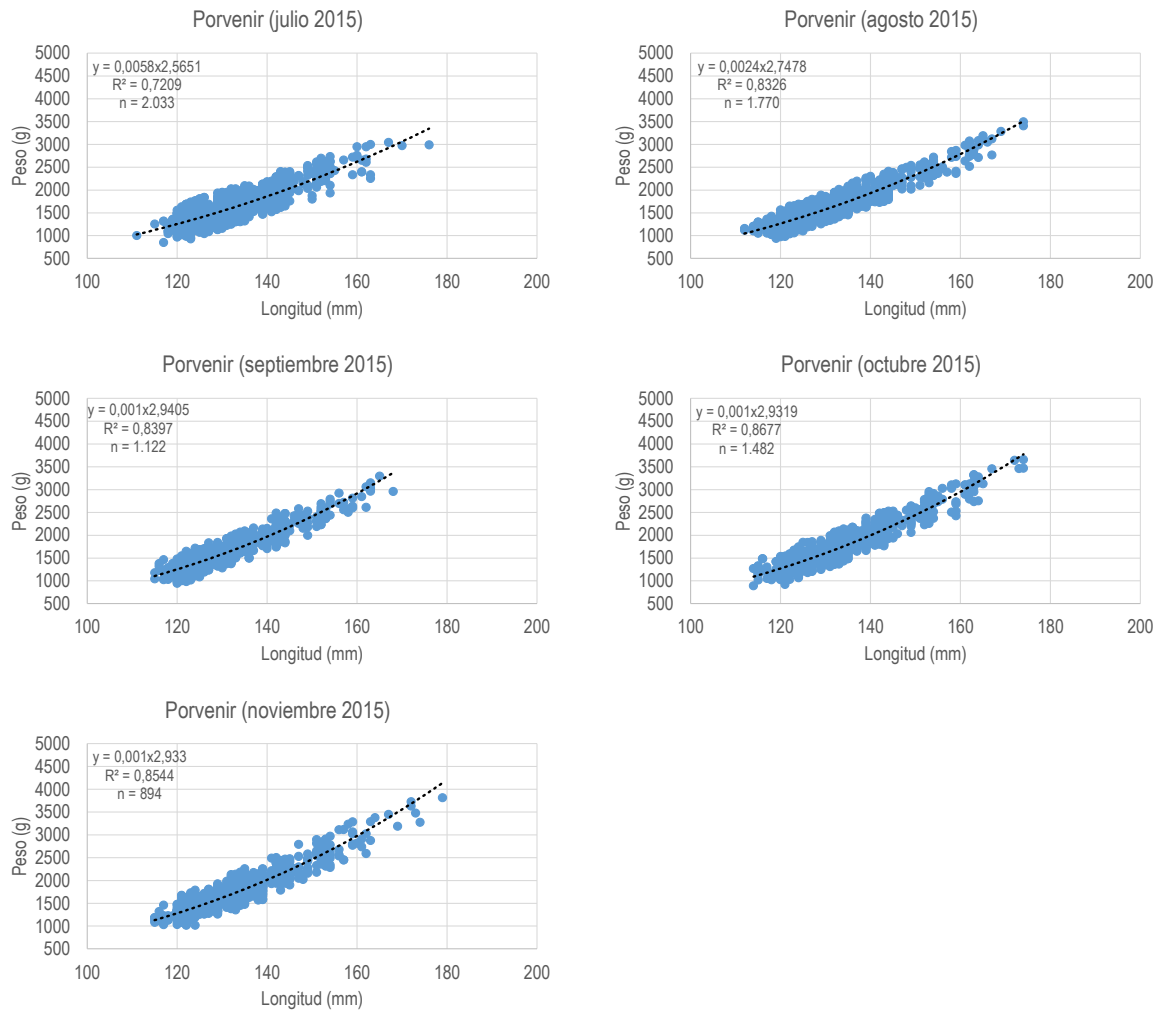 Porvenir (julio 2015)
y = 0,0058x2,5651
R² = 0,7209
n = 2.033
5000
4500
4000
3500
3000
2500
2000
1500
1000
500
Peso (g)
100 120 140 160 180 200
Longitud (mm)
Porvenir (agosto 2015)
y = 0,0024x2,7478
R² = 0,8326
n = 1.770
5000
4500
4000
3500
3000
2500
2000
1500
1000
500
Peso (g)
100 120 140 160 180 200
Longitud (mm)
Porvenir (septiembre 2015)
y = 0,001x2,9405
R² = 0,8397
n = 1.122
5000
4500
4000
3500
3000
2500
2000
1500
1000
500
Peso (g)
100 120 140 160 180 200
Longitud (mm)
Porvenir (octubre 2015)
y = 0,001x2,9319
R² = 0,8677
n = 1.482
5000
4500
4000
3500
3000
2500
2000
1500
1000
500
Peso (g)
100 120 140 160 180 200
Longitud (mm)
Porvenir (noviembre 2015)
y = 0,001x2,933
R² = 0,8544
n = 894
5000
4500
4000
3500
3000
2500
2000
1500
1000
500
Peso (g)
100 120 140 160 180 200
Longitud (mm)